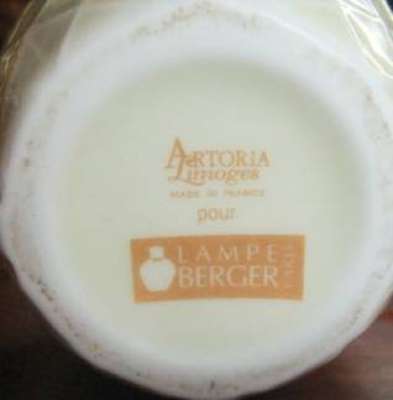 ARTORIA
Limoges
MADE IN FRANCE
pour
LAMPE
BERGER
PARIS